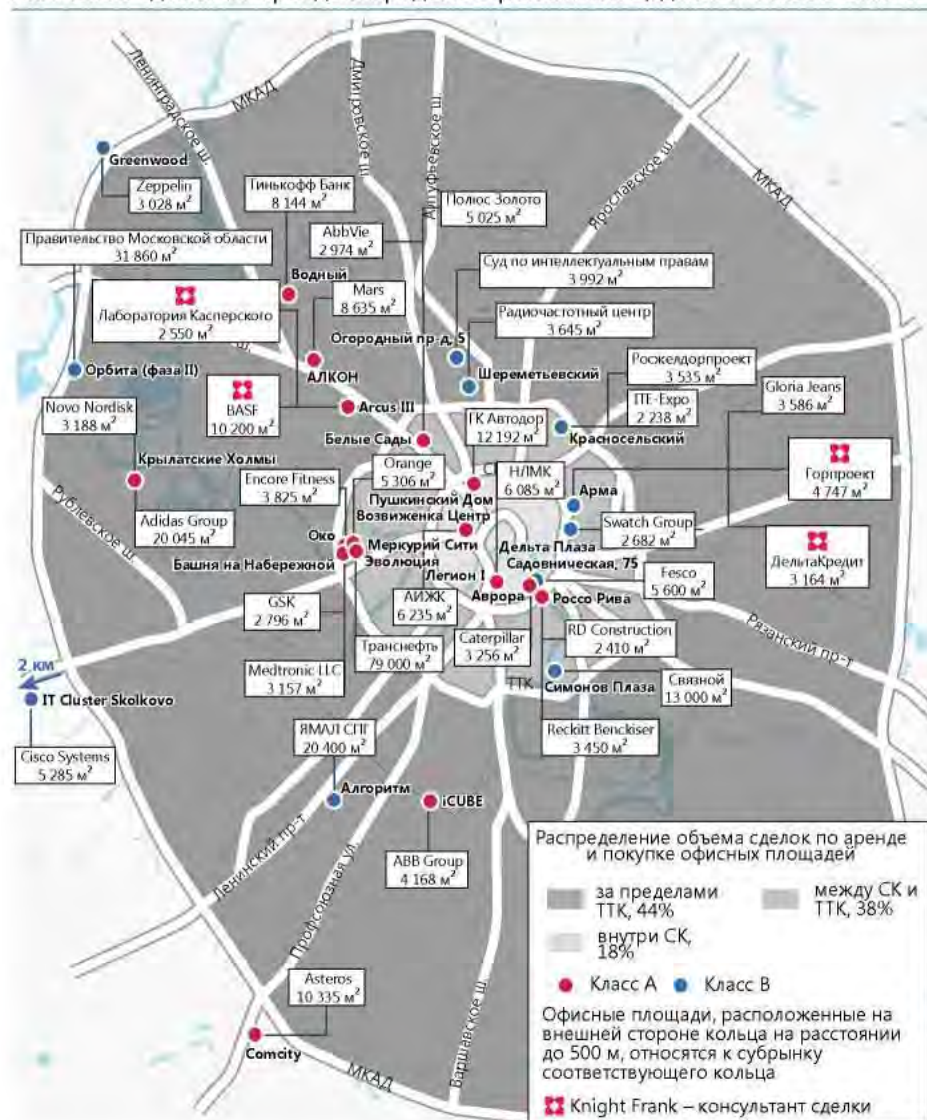 Ленинградское ш.
МКАД
Дмитровское ш.
Алтуфьевское ш.
Ярославское ш.
МКАД
Greenwood
Zeppelin
3 028 м²
Тинькофф Банк
8 144 м²
Полюс Золото
5 025 м²
AbbVie
2 974 м²
Правительство Московской области
31 860 м²
Суд по интеллектуальным правам
3 992 м²
Водный
Mars
8 635 м²
Лаборатория Касперского
2 550 м²
Радиочастотный центр
3 645 м²
Огородный пр-д, 5
ш.
Орбита (фаза II)
АЛКОН
Шереметьевский
Росжелдорпроект
3 535 м²
Gloria Jeans
3 586 м²
BASF
10 200 м²
Arcus III
ITE-Expo
2 238 м²
Novo Nordisk
3 188 м²
ГК Автодор
12 192 м²
Красносельский
Белые Сады
Горпроект
4 747 м²
Крылатские Холмы
Orange
5 306 м²
НЛМК
6 085 м²
Encore Fitness
3 825 м²
Пушкинский Дом
Арма
Рублевское ш.
Adidas Group
20 045 м²
Возвиженка Центр
Swatch Group
2 682 м²
Око
Меркурий Сити
Дельта Плаза
ДельтаКредит
3 164 м²
Башня на Набережной
Эволюция
Садовническая, 75
Легион I
Fesco
5 600 м²
Аврора
Россо Рива
GSK
2 796 м²
АИЖК
6 235 м²
Рязанский пр-т
Транснефть
79 000 м²
Caterpillar
3 256 м²
RD Construction
2 410 м²
2 км
Medtronic LLC
3 157 м²
ТТК
Симонов Плаза
Связной
13 000 м²
IT Cluster Skolkovo
ЯМАЛ СПГ
20 400 м²
Reckitt Benckiser
3 450 м²
Cisco Systems
5 285 м²
Алгоритм
iCUBE
Ленинский пр-т
ABB Group
4 168 м²
Профсоюзная ул.
Asteros
10 335 м²
Comcity
Варшавское ш.
МКАД
Распределение объема сделок по аренде
и покупке офисных площадей
за пределами
ТТК, 44%
между СК и
ТТК, 38%
внутри СК,
18%
Класс А
Класс В
Офисные площади, расположенные на
внешней стороне кольца на расстоянии
до 500 м, относятся к субрынку
соответствующего кольца
Knight Frank – консультант сделки